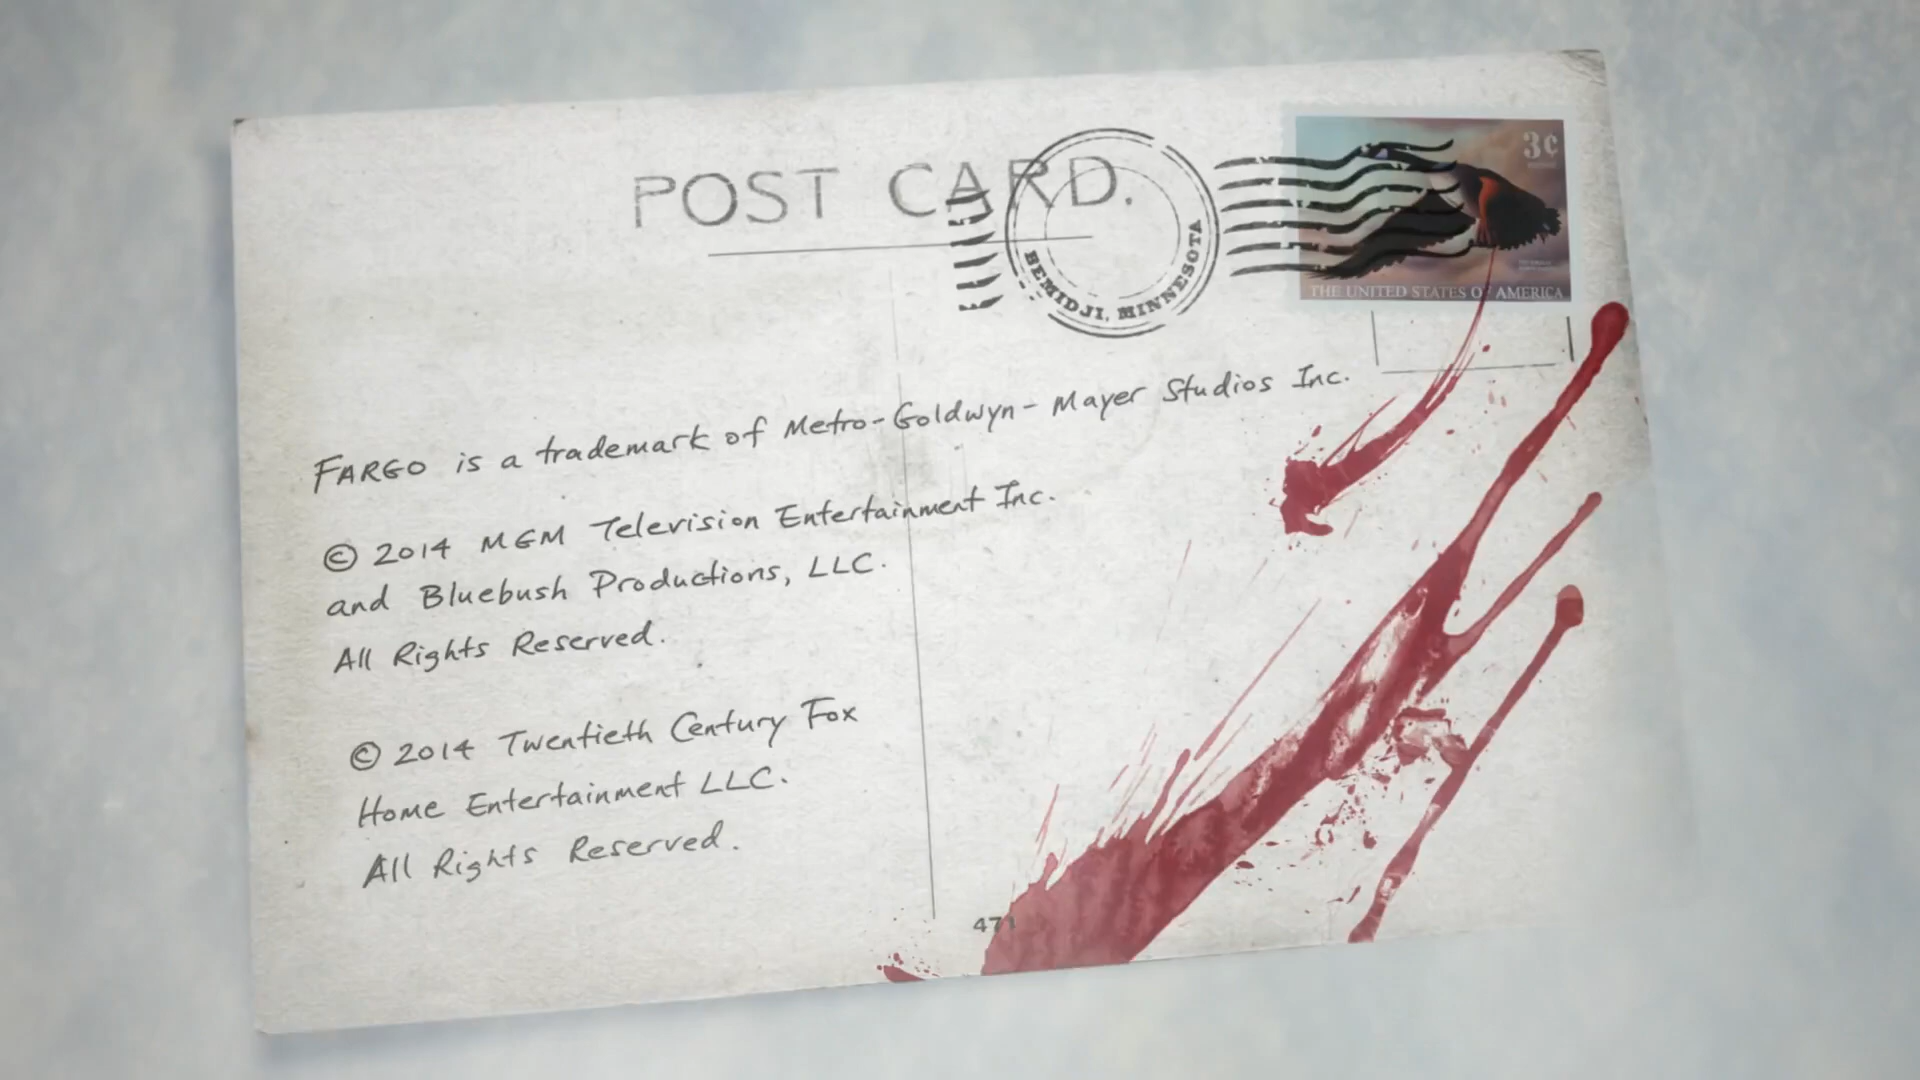 POST CARD.
BEMIDJI, MINNESOTA
3¢
THE UNITED STATES OF AMERICA
FARGO is a trademark of Metro-Goldwyn-Mayer Studios Inc.
© 2014 MGM Television Entertainment Inc.
and Bluebush Productions, LLC.
All Rights Reserved.
© 2014 Twentieth Century Fox
Home Entertainment LLC.
All Rights Reserved.